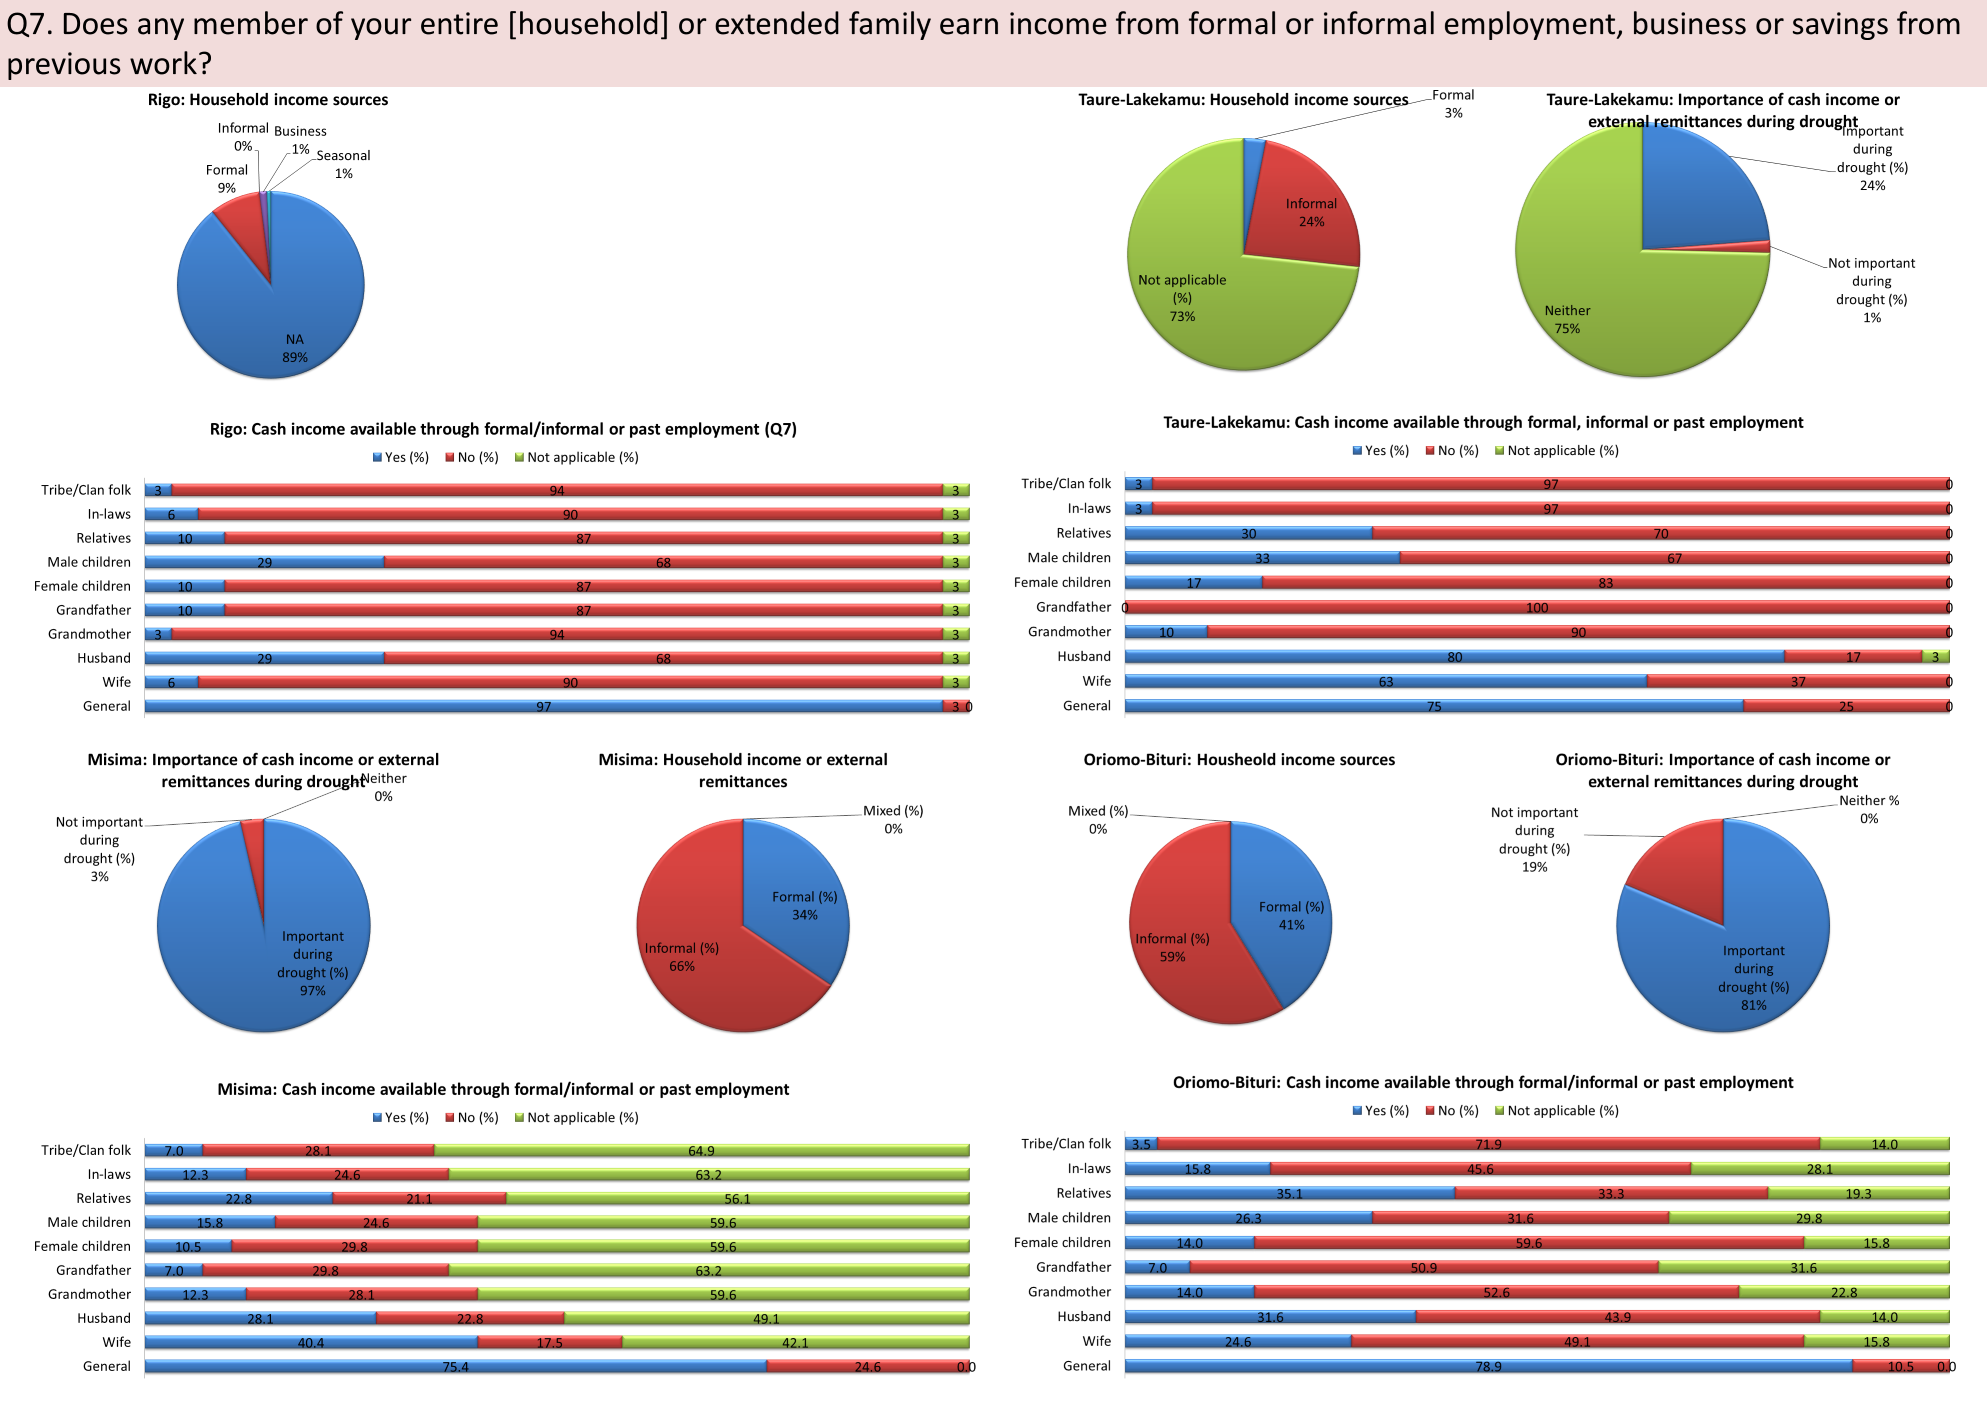 Q7. Does any member of your entire [household] or extended family earn income from formal or informal employment, business or savings from
previous work?
Rigo: Household income sources
Informal
0%
Business
1%
Seasonal
1%
Formal
9%
NA
89%
Taure-Lakekamu: Household income sources
Formal
3%
Informal
24%
Not applicable
(%)
73%
Taure-Lakekamu: Importance of cash income or
external remittances during drought
Important
during
drought (%)
24%
Not important
during
drought (%)
1%
Neither
75%
Rigo: Cash income available through formal/informal or past employment (Q7)
Yes (%) No (%) Not applicable (%)
Tribe/Clan folk 3 94 3
In-laws 6 90 3
Relatives 10 87 3
Male children 29 68 3
Female children 10 87 3
Grandfather 10 87 3
Grandmother 3 94 3
Husband 29 68 3
Wife 6 90 3
General 97 3 0
Taure-Lakekamu: Cash income available through formal, informal or past employment
Yes (%) No (%) Not applicable (%)
Tribe/Clan folk 3 97 0
In-laws 3 97 0
Relatives 30 70 0
Male children 33 67 0
Female children 17 83 0
Grandfather 0 100 0
Grandmother 10 90 0
Husband 80 17 3
Wife 63 37 0
General 75 25 0
Misima: Importance of cash income or external
remittances during drought
Neither
0%
Not important
during
drought (%)
3%
Important
during
drought (%)
97%
Misima: Household income or external
remittances
Mixed (%)
0%
Formal (%)
34%
Informal (%)
66%
Oriomo-Bituri: Housheold income sources
Mixed (%)
0%
Formal (%)
41%
Informal (%)
59%
Oriomo-Bituri: Importance of cash income or
external remittances during drought
Neither %
0%
Not important
during
drought (%)
19%
Important
during
drought (%)
81%
Misima: Cash income available through formal/informal or past employment
Yes (%) No (%) Not applicable (%)
Tribe/Clan folk 7.0 28.1 64.9
In-laws 12.3 24.6 63.2
Relatives 22.8 21.1 56.1
Male children 15.8 24.6 59.6
Female children 10.5 29.8 59.6
Grandfather 7.0 29.8 63.2
Grandmother 12.3 28.1 59.6
Husband 28.1 22.8 49.1
Wife 40.4 17.5 42.1
General 75.4 24.6 0.0
Oriomo-Bituri: Cash income available through formal/informal or past employment
Yes (%) No (%) Not applicable (%)
Tribe/Clan folk 3.5 71.9 14.0
In-laws 15.8 45.6 28.1
Relatives 35.1 33.3 19.3
Male children 26.3 31.6 29.8
Female children 14.0 59.6 15.8
Grandfather 7.0 50.9 31.6
Grandmother 14.0 52.6 22.8
Husband 31.6 43.9 14.0
Wife 24.6 49.1 15.8
General 78.9 10.5 0.0